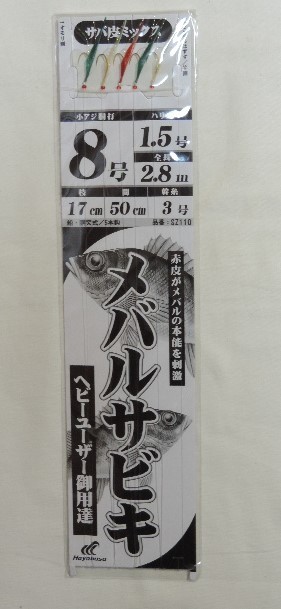 サバ皮ミックス
小アジ胴打
8号
ハリス
1.5号
全長
2.8m
枝
17cm
間
50cm
幹糸
3号
品番:SZ110
赤皮がメバルの本能を刺激
メバルサビキ
ヘビーユーザー御用達
Hayabusa